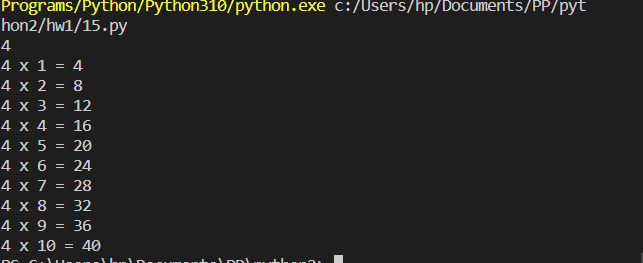 Programs/Python/Python310/python.exe c:/Users/hp/Documents/PP/pyt
hon2/hw1/15.py
4
4 x 1 = 4
4 x 2 = 8
4 x 3 = 12
4 x 4 = 16
4 x 5 = 20
4 x 6 = 24
4 x 7 = 28
4 x 8 = 32
4 x 9 = 36
4 x 10 = 40
PS C:\Users\hp\Documents\PP\python2>